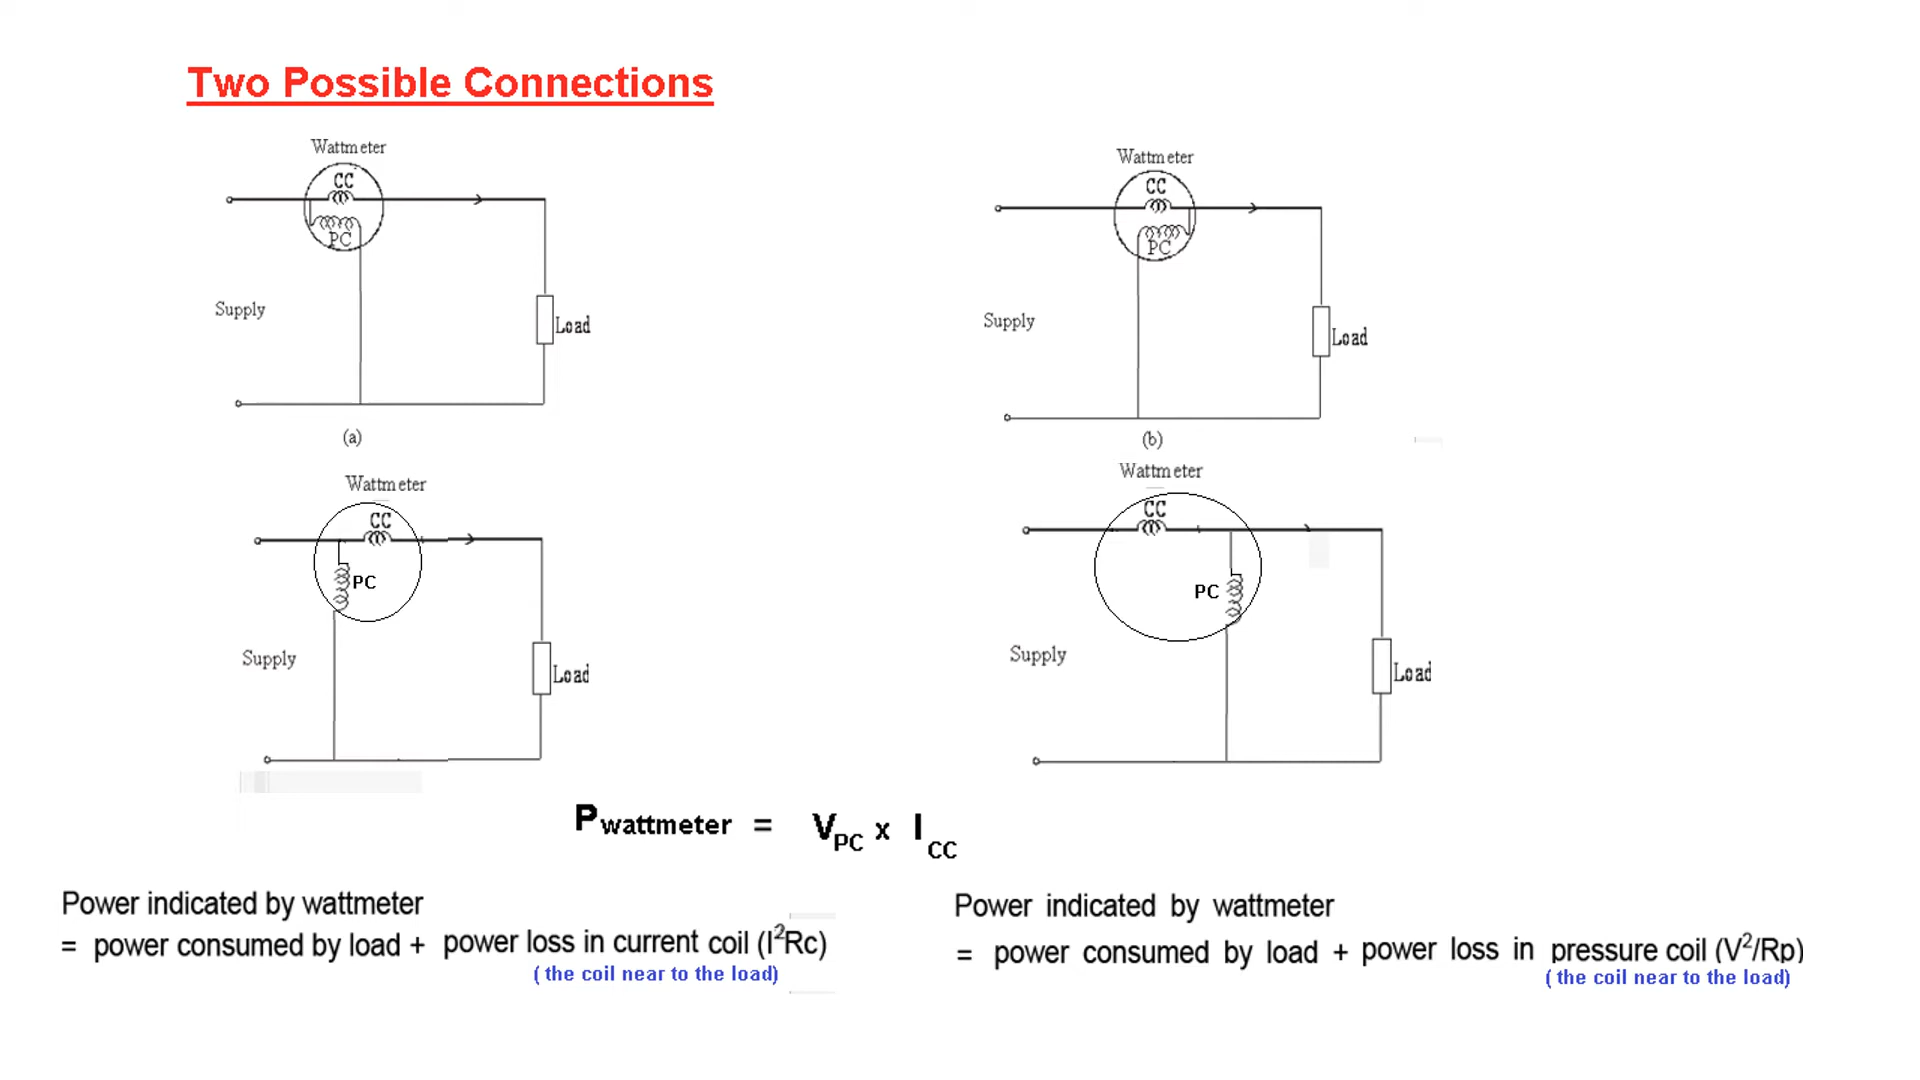 Two Possible Connections
Wattmeter
CC
PC
Supply
Load
(a)
Wattmeter
CC
PC
Supply
Load
(b)
Wattmeter
CC
PC
Supply
Load
Wattmeter
CC
PC
Supply
Load
Pwattmeter = VPC x ICC
Power indicated by wattmeter
= power consumed by load + power loss in current coil (I²Rc)
( the coil near to the load)
Power indicated by wattmeter
= power consumed by load + power loss in pressure coil (V²/Rp)
( the coil near to the load)